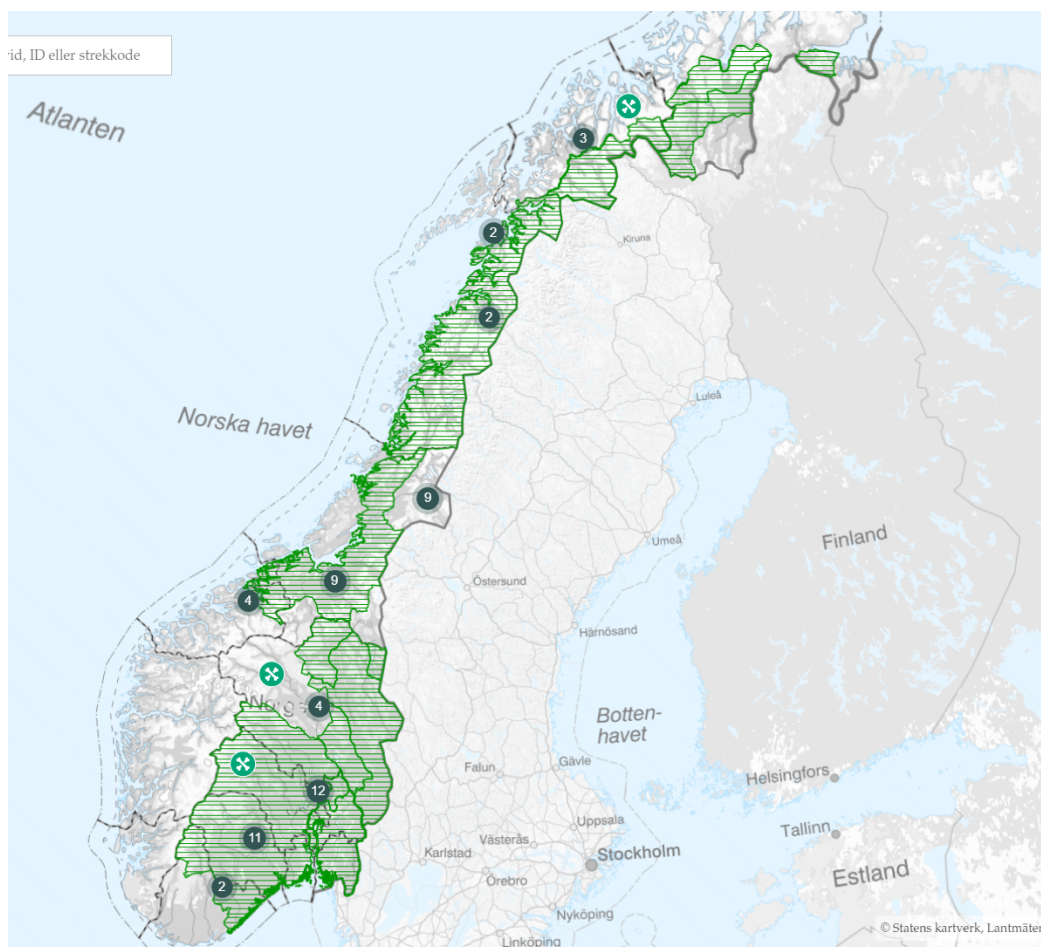 rid, ID eller strekkode
Atlanten
3
2
Kiruna
2
Luleå
Norska havet
9
Umeå
Finland
9
Östersund
4
Härnösand
4
Botten-
havet
Falun
Gävle
Helsingfors
12
Uppsala
Tallinn
11
Västerås
Karlstad
Stockholm
Örebro
Estland
2
Nyköping
© Statens kartverk, Lantmäter
Linköping